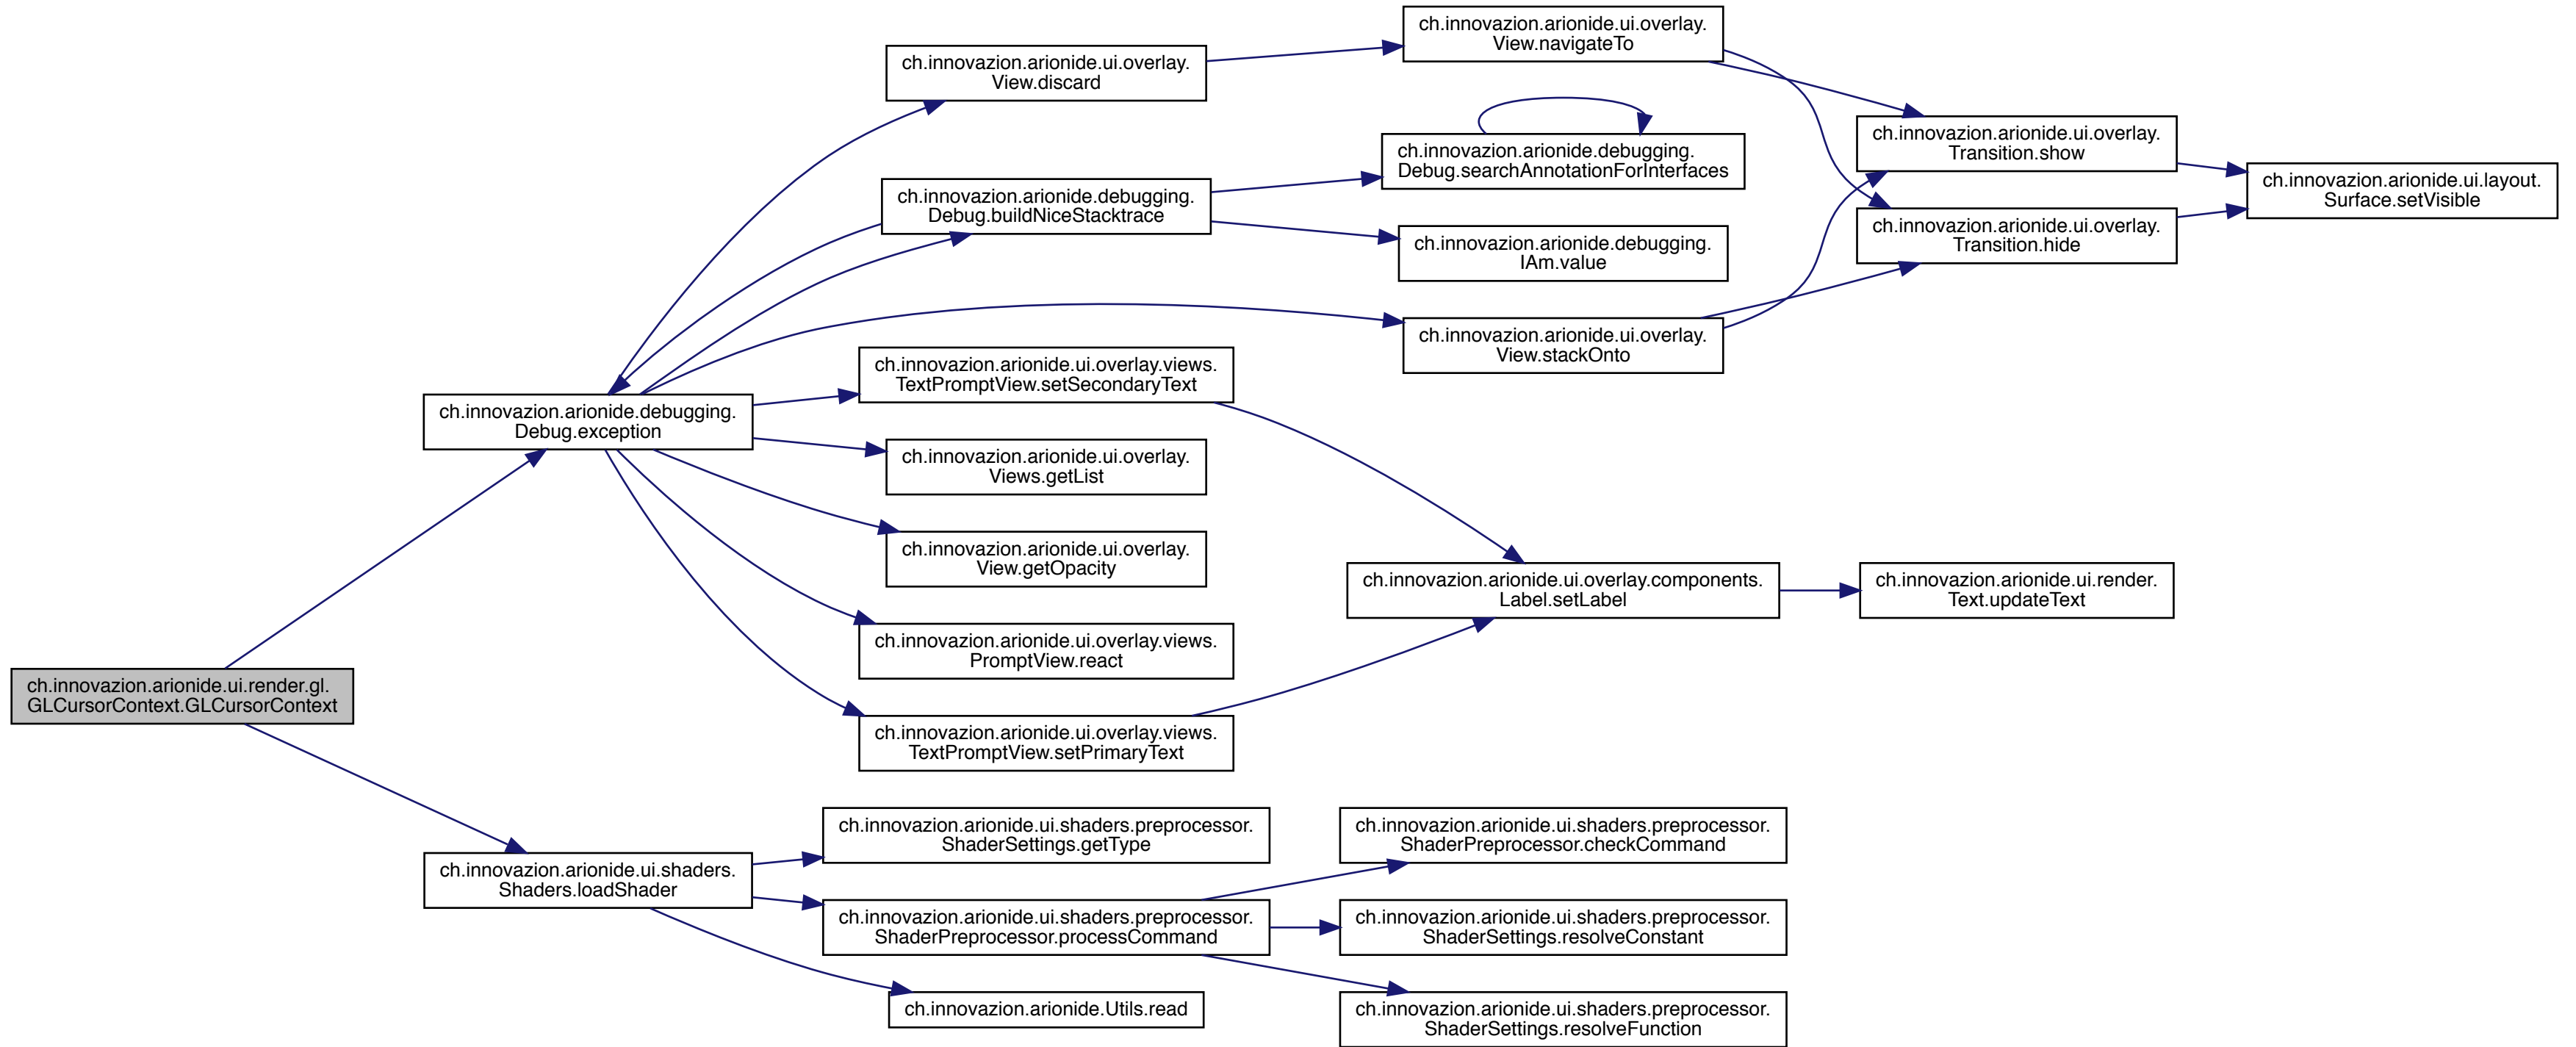 ch.innovazion.arionide.ui.render.gl.
GLCursorContext.GLCursorContext
ch.innovazion.arionide.debugging.
Debug.exception
ch.innovazion.arionide.ui.shaders.
Shaders.loadShader
ch.innovazion.arionide.ui.overlay.
View.discard
ch.innovazion.arionide.debugging.
Debug.buildNiceStacktrace
ch.innovazion.arionide.ui.overlay.views.
TextPromptView.setSecondaryText
ch.innovazion.arionide.ui.overlay.
Views.getList
ch.innovazion.arionide.ui.overlay.
View.getOpacity
ch.innovazion.arionide.ui.overlay.views.
PromptView.react
ch.innovazion.arionide.ui.overlay.views.
TextPromptView.setPrimaryText
ch.innovazion.arionide.ui.shaders.preprocessor.
ShaderSettings.getType
ch.innovazion.arionide.ui.shaders.preprocessor.
ShaderPreprocessor.processCommand
ch.innovazion.arionide.Utils.read
ch.innovazion.arionide.ui.overlay.
View.navigateTo
ch.innovazion.arionide.debugging.
Debug.searchAnnotationForInterfaces
ch.innovazion.arionide.debugging.
IAm.value
ch.innovazion.arionide.ui.overlay.
View.stackOnto
ch.innovazion.arionide.ui.overlay.components.
Label.setLabel
ch.innovazion.arionide.ui.shaders.preprocessor.
ShaderPreprocessor.checkCommand
ch.innovazion.arionide.ui.shaders.preprocessor.
ShaderSettings.resolveConstant
ch.innovazion.arionide.ui.shaders.preprocessor.
ShaderSettings.resolveFunction
ch.innovazion.arionide.ui.overlay.
Transition.show
ch.innovazion.arionide.ui.overlay.
Transition.hide
ch.innovazion.arionide.ui.render.
Text.updateText
ch.innovazion.arionide.ui.layout.
Surface.setVisible